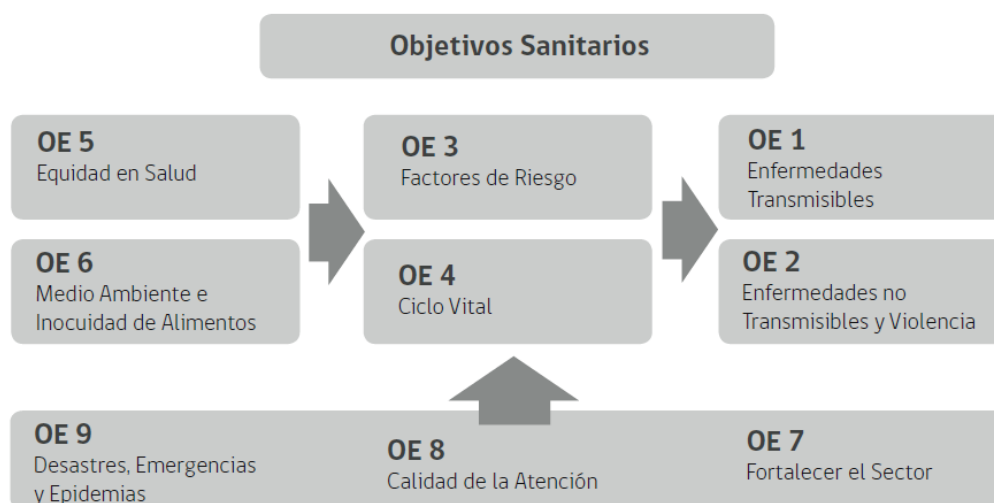 Objetivos Sanitarios
OE 5
Equidad en Salud
OE 3
Factores de Riesgo
OE 1
Enfermedades
Transmisibles
OE 6
Medio Ambiente e
Inocuidad de Alimentos
OE 4
Ciclo Vital
OE 2
Enfermedades no
Transmisibles y Violencia
OE 9
Desastres, Emergencias
y Epidemias
OE 8
Calidad de la Atención
OE 7
Fortalecer el Sector